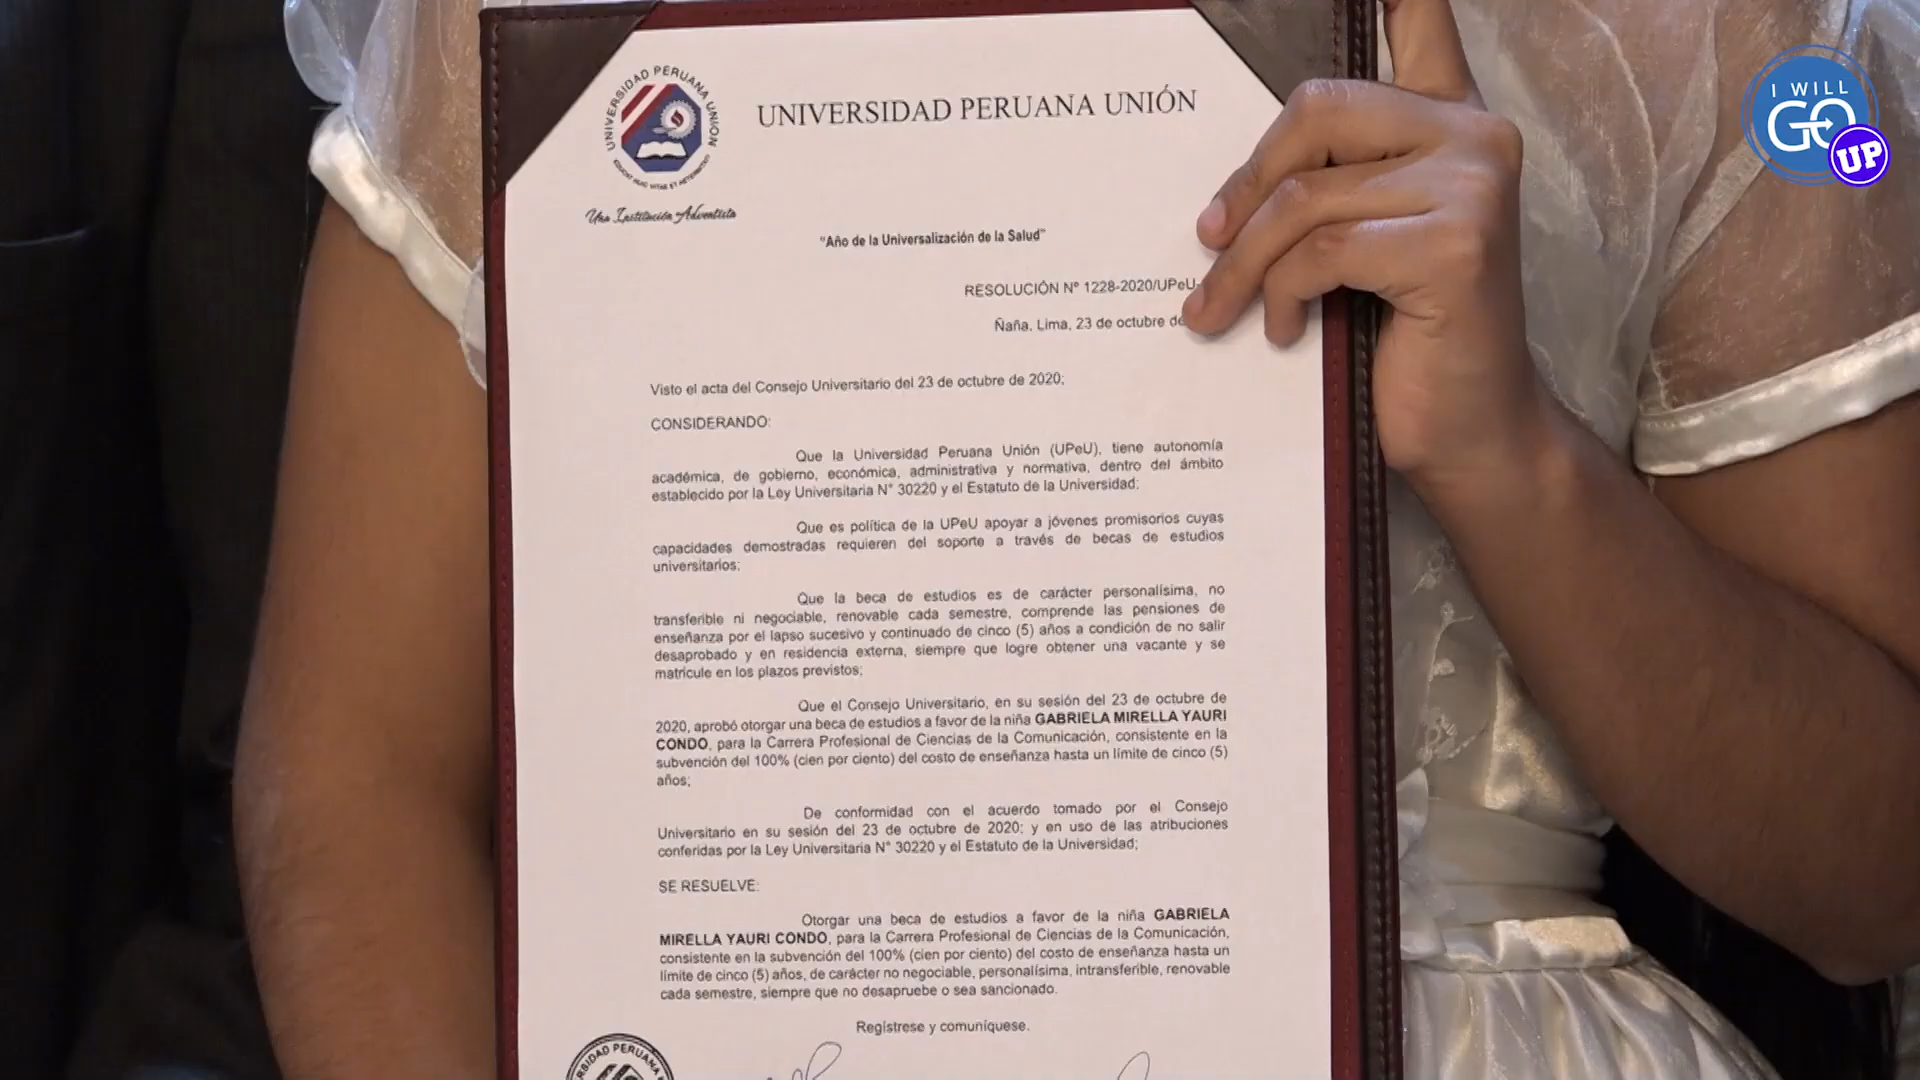 UNIVERSIDAD PERUANA UNIÓN
UNIVERSIDAD PERUANA UNION
Una Institución Adventista
I WILL
GO
UP
"Año de la Universalización de la Salud"
RESOLUCIÓN Nº 1228-2020/UPeU-
Ñaña, Lima, 23 de octubre de
Visto el acta del Consejo Universitario del 23 de octubre de 2020;
CONSIDERANDO:
Que la Universidad Peruana Unión (UPeU), tiene autonomía
académica, de gobierno, económica, administrativa y normativa, dentro del ámbito
establecido por la Ley Universitaria N° 30220 y el Estatuto de la Universidad;
Que es política de la UPeU apoyar a jóvenes promisorios cuyas
capacidades demostradas requieren del soporte a través de becas de estudios
universitarios;
Que la beca de estudios es de carácter personalísima, no
transferible ni negociable, renovable cada semestre, comprende las pensiones de
enseñanza por el lapso sucesivo y continuado de cinco (5) años a condición de no salir
desaprobado y en residencia externa, siempre que logre obtener una vacante y se
matricule en los plazos previstos;
Que el Consejo Universitario, en su sesión del 23 de octubre de
2020, aprobó otorgar una beca de estudios a favor de la niña GABRIELA MIRELLA YAURI
CONDO, para la Carrera Profesional de Ciencias de la Comunicación, consistente en la
subvención del 100% (cien por ciento) del costo de enseñanza hasta un límite de cinco (5)
años;
De conformidad con el acuerdo tomado por el Consejo
Universitario en su sesión del 23 de octubre de 2020; y en uso de las atribuciones
conferidas por la Ley Universitaria N° 30220 y el Estatuto de la Universidad;
SE RESUELVE:
Otorgar una beca de estudios a favor de la niña GABRIELA
MIRELLA YAURI CONDO, para la Carrera Profesional de Ciencias de la Comunicación,
consistente en la subvención del 100% (cien por ciento) del costo de enseñanza hasta un
límite de cinco (5) años, de carácter no negociable, personalísima, intransferible, renovable
cada semestre, siempre que no desapruebe o sea sancionado.
Regístrese y comuníquese.